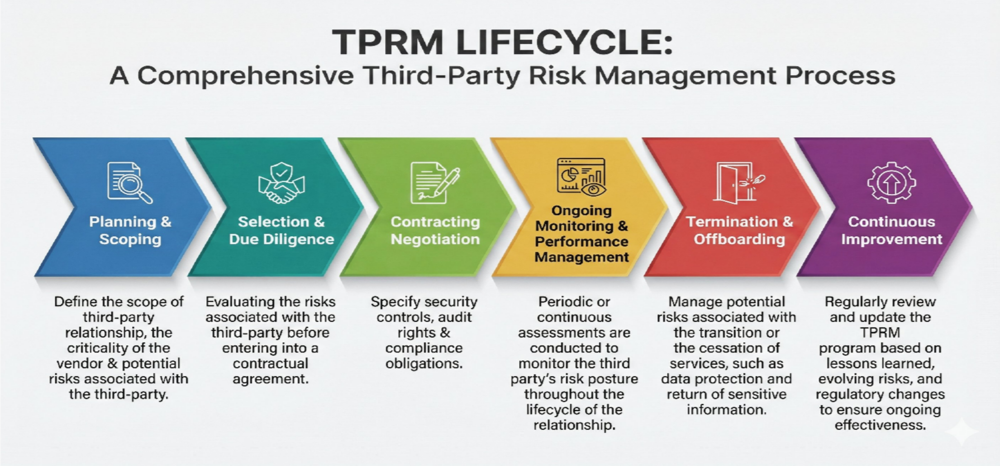 TPRM LIFECYCLE:
A Comprehensive Third-Party Risk Management Process
Planning &
Scoping
Define the scope of
third-party
relationship, the
criticality of the
vendor & potential
risks associated with
the third-party.
Selection &
Due Diligence
Evaluating the risks
associated with the
third-party before
entering into a
contractual
agreement.
Contracting
Negotiation
Specify security
controls, audit
rights &
compliance
obligations.
Ongoing
Monitoring &
Performance
Management
Periodic or
continuous
assessments are
conducted to
monitor the third
party's risk posture
throughout the
lifecycle of the
relationship.
Termination &
Offboarding
Manage potential
risks associated with
the transition or
the cessation of
services, such as
data protection and
return of sensitive
information.
Continuous
Improvement
Regularly review
and update the
TPRM
program based on
lessons learned,
evolving risks, and
regulatory changes
to ensure ongoing
effectiveness.